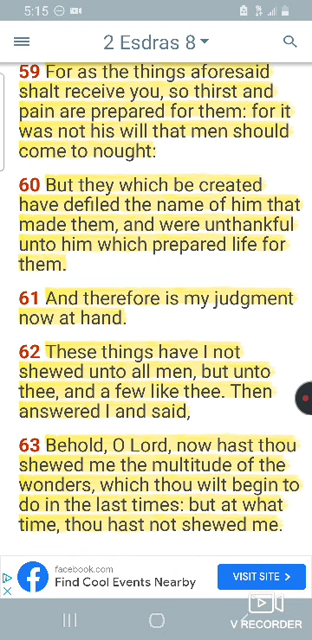 5:15
2 Esdras 8
59 For as the things aforesaid
shalt receive you, so thirst and
pain are prepared for them: for it
was not his will that men should
come to nought:
60 But they which be created
have defiled the name of him that
made them, and were unthankful
unto him which prepared life for
them.
61 And therefore is my judgment
now at hand.
62 These things have I not
shewed unto all men, but unto
thee, and a few like thee. Then
answered I and said,
63 Behold, O Lord, now hast thou
shewed me the multitude of the
wonders, which thou wilt begin to
do in the last times: but at what
time, thou hast not shewed me.
facebook.com
Find Cool Events Nearby
VISIT SITE >
V RECORDER